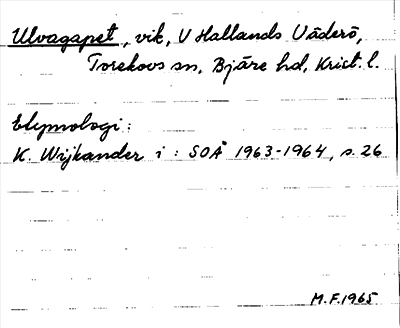 Ulvagapet, vik, V Hallands Väderö,
Torekovs sn, Bjäre hd, Krist. l.
Etymologi:
K. Wijkander i: SOÅ 1963-1964, s. 26
M.F. 1965